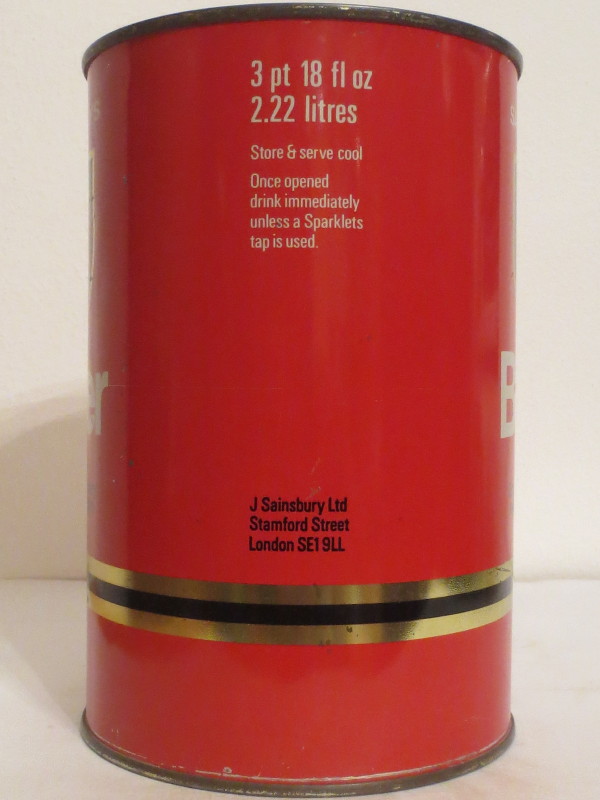 3 pt 18 fl oz
2.22 litres
Store & serve cool
Once opened
drink immediately
unless a Sparklets
tap is used.
J Sainsbury Ltd
Stamford Street
London SE1 9LL